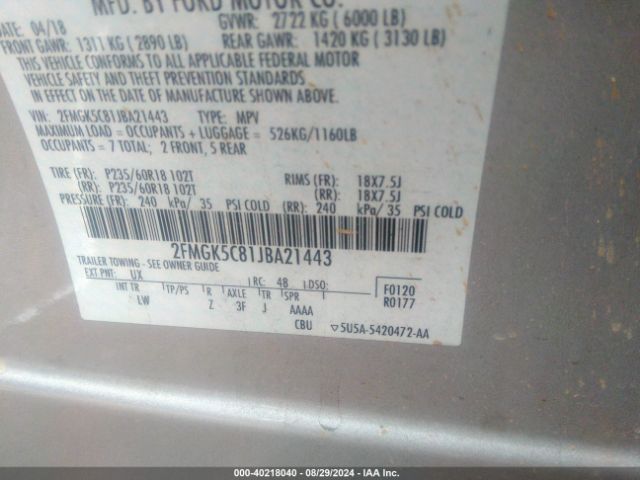 MFD. BY FORD MOTOR CO.
04/18 GVWR: 2722 KG ( 6000 LB)
FRONT GAWR: 1311 KG ( 2890 LB) REAR GAWR: 1420 KG ( 3130 LB)
THIS VEHICLE CONFORMS TO ALL APPLICABLE FEDERAL MOTOR
VEHICLE SAFETY AND THEFT PREVENTION STANDARDS
IN EFFECT ON THE DATE OF MANUFACTURE SHOWN ABOVE.
VIN: 2FMGK5C81JBA21443 TYPE: MPV
MAXIMUM LOAD = OCCUPANTS + LUGGAGE = 526KG/1160LB
OCCUPANTS = 7 TOTAL; 2 FRONT, 5 REAR
TIRE (FR): P235/60R18 102T RIMS (FR): 18X7.5J
(RR): P235/60R18 102T (RR): 18X7.5J
PRESSURE (FR): 240 kPa/ 35 PSI COLD (RR): 240 kPa/ 35 PSI COLD
2FMGK5C81JBA21443
TRAILER TOWING - SEE OWNER GUIDE
EXT PNT: UX RC: 48 DSO: F0120
INT TR TP/PS R AXLE TR SPR R0177
LW Z 3F J AAAA
CBU ▽5U5A-5420472-AA
000-40218040 - 08/29/2024 - IAA Inc.